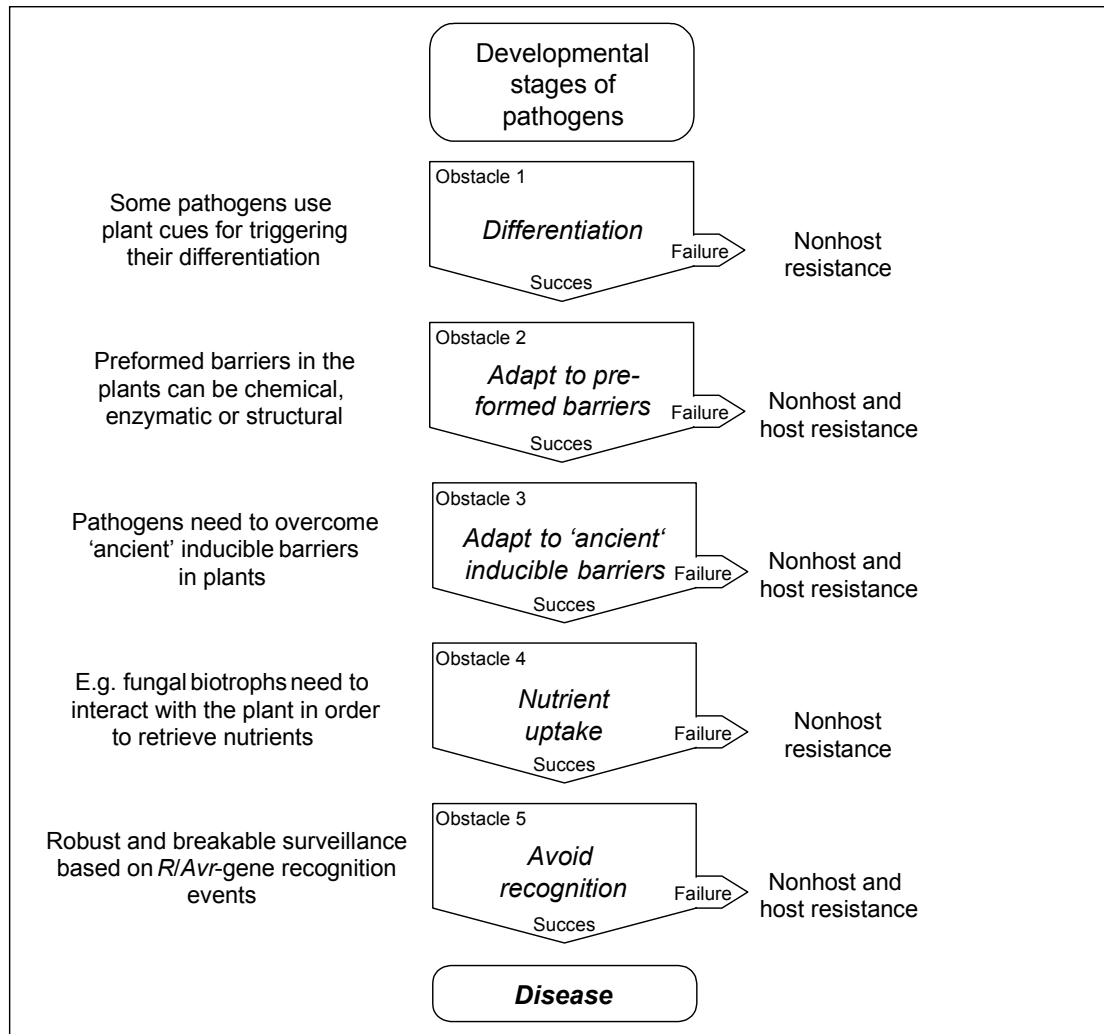 Developmental
stages of
pathogens
Some pathogens use
plant cues for triggering
their differentiation
Obstacle 1
Differentiation
Failure
Succes
Nonhost
resistance
Preformed barriers in the
plants can be chemical,
enzymatic or structural
Obstacle 2
Adapt to pre-
formed barriers
Failure
Succes
Nonhost and
host resistance
Pathogens need to overcome
‘ancient’ inducible barriers
in plants
Obstacle 3
Adapt to ‘ancient‘
inducible barriers
Failure
Succes
Nonhost and
host resistance
E.g. fungal biotrophs need to
interact with the plant in order
to retrieve nutrients
Obstacle 4
Nutrient
uptake
Failure
Succes
Nonhost
resistance
Robust and breakable surveillance
based on R/Avr-gene recognition
events
Obstacle 5
Avoid
recognition
Failure
Succes
Nonhost and
host resistance
Disease